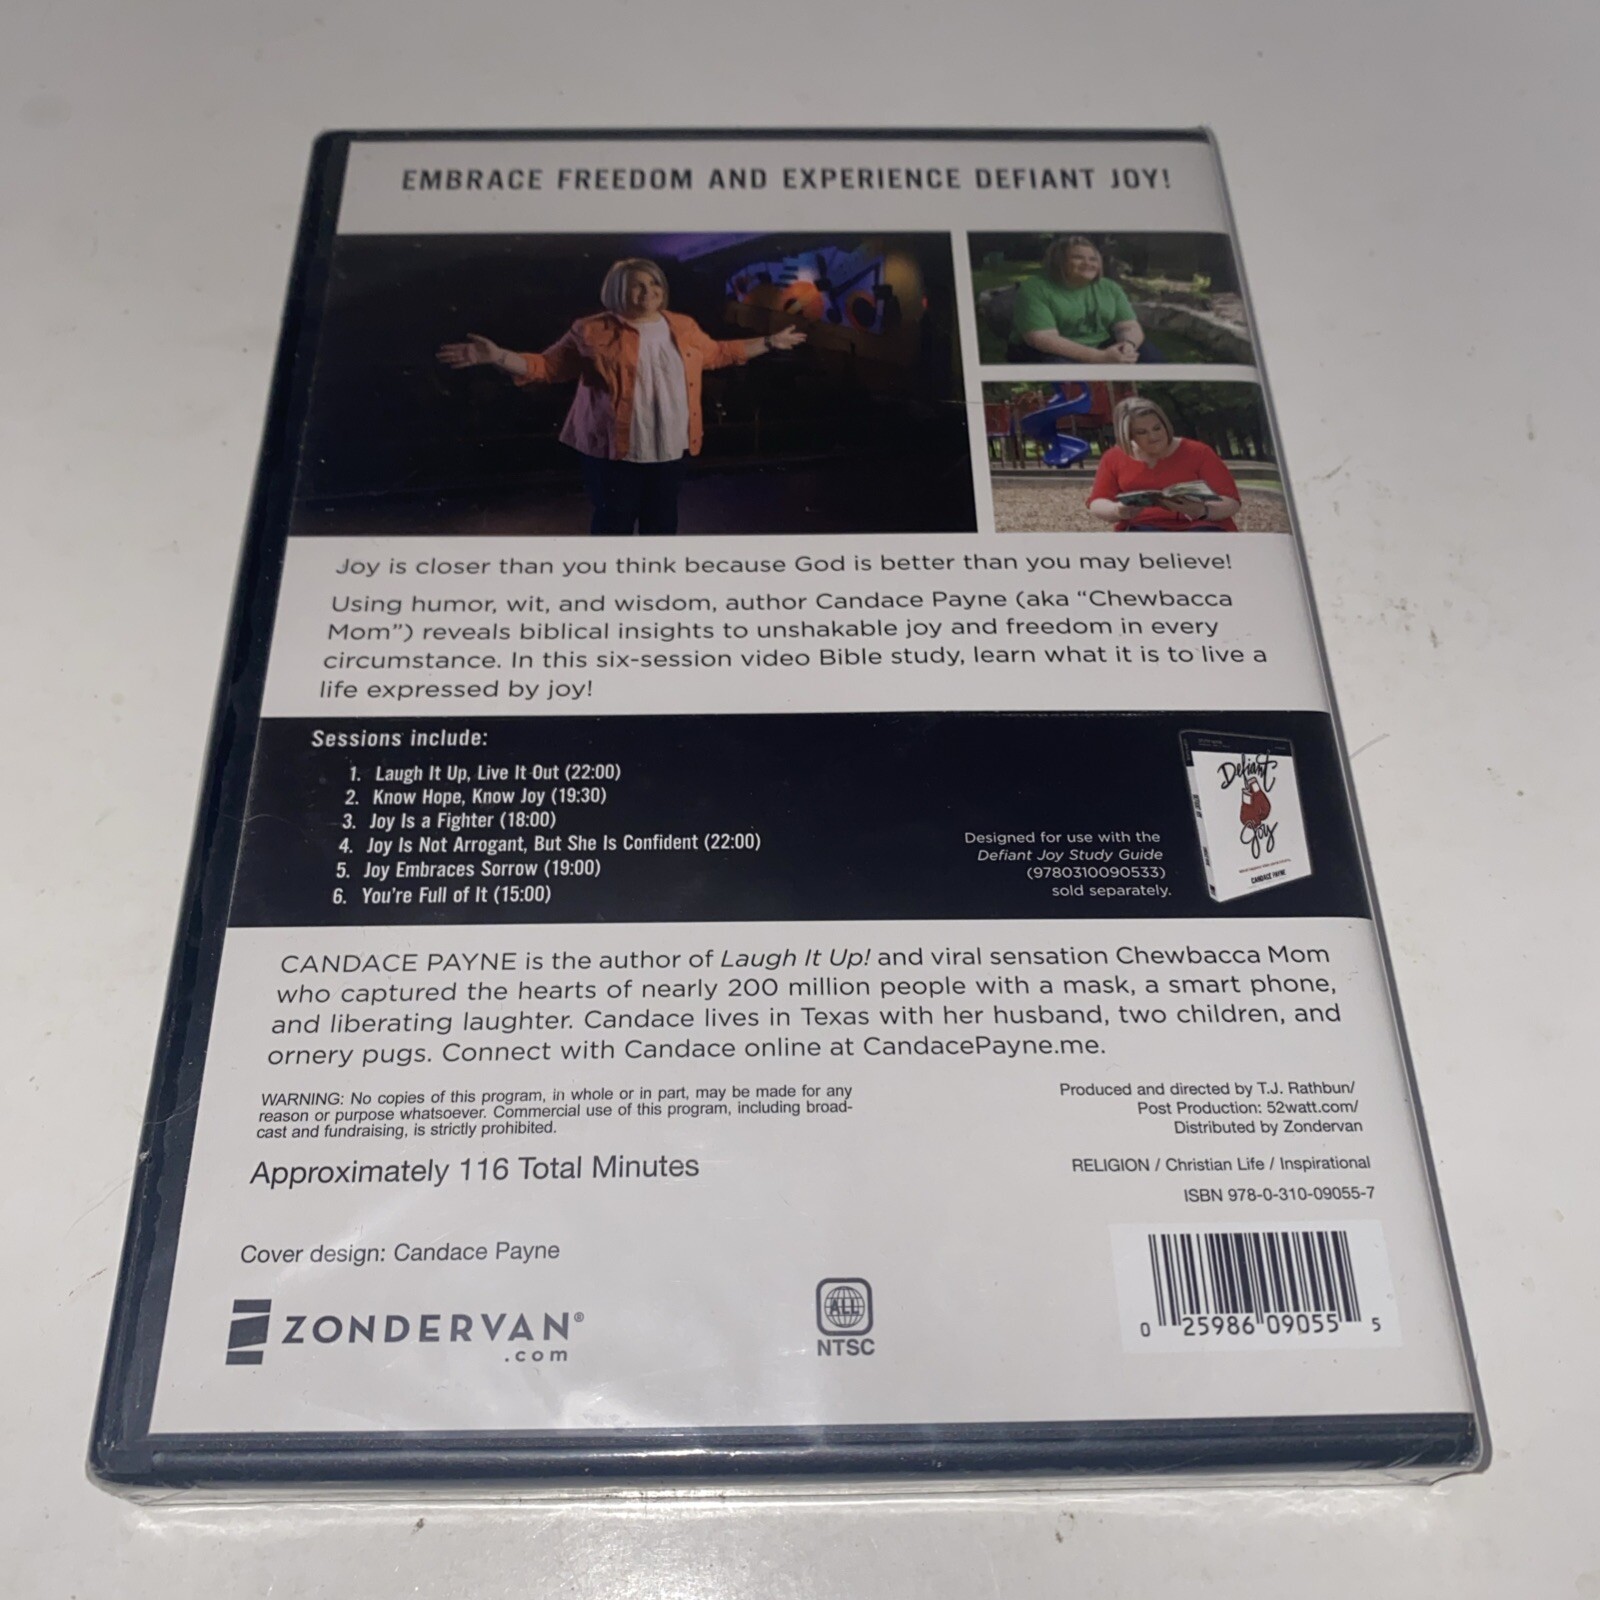 EMBRACE FREEDOM AND EXPERIENCE DEFIANT JOY!
Joy is closer than you think because God is better than you may believe!
Using humor, wit, and wisdom, author Candace Payne (aka “Chewbacca
Mom”) reveals biblical insights to unshakable joy and freedom in every
circumstance. In this six-session video Bible study, learn what it is to live a
life expressed by joy!
Sessions include:
1. Laugh It Up, Live It Out (22:00)
2. Know Hope, Know Joy (19:30)
3. Joy Is a Fighter (18:00)
4. Joy Is Not Arrogant, But She Is Confident (22:00)
5. Joy Embraces Sorrow (19:00)
6. You're Full of It (15:00)
Designed for use with the
Defiant Joy Study Guide
(9780310090533)
sold separately.
Defiant
Joy
CANDACE PAYNE
CANDACE PAYNE is the author of Laugh It Up! and viral sensation Chewbacca Mom
who captured the hearts of nearly 200 million people with a mask, a smart phone,
and liberating laughter. Candace lives in Texas with her husband, two children, and
ornery pugs. Connect with Candace online at CandacePayne.me.
WARNING: No copies of this program, in whole or in part, may be made for any
reason or purpose whatsoever. Commercial use of this program, including broad-
cast and fundraising, is strictly prohibited.
Approximately 116 Total Minutes
Produced and directed by T.J. Rathbun/
Post Production: 52watt.com/
Distributed by Zondervan
RELIGION / Christian Life / Inspirational
ISBN 978-0-310-09055-7
Cover design: Candace Payne
ZONDERVAN®
.com
ALL
NTSC
0 25986 09055 5